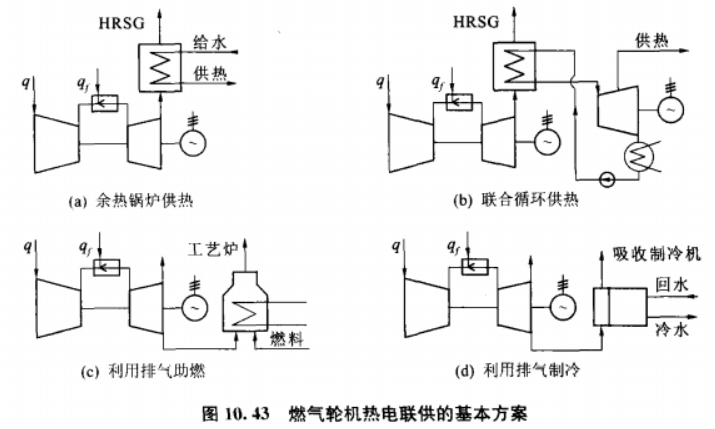 HRSG
给水
供热
q
q_f
~
(a) 余热锅炉供热
HRSG
供热
q
q_f
~
~
(b) 联合循环供热
工艺炉
q
q_f
~
燃料
(c) 利用排气助燃
吸收制冷机
q
q_f
~
回水
冷水
(d) 利用排气制冷
图 10.43 燃气轮机热电联供的基本方案